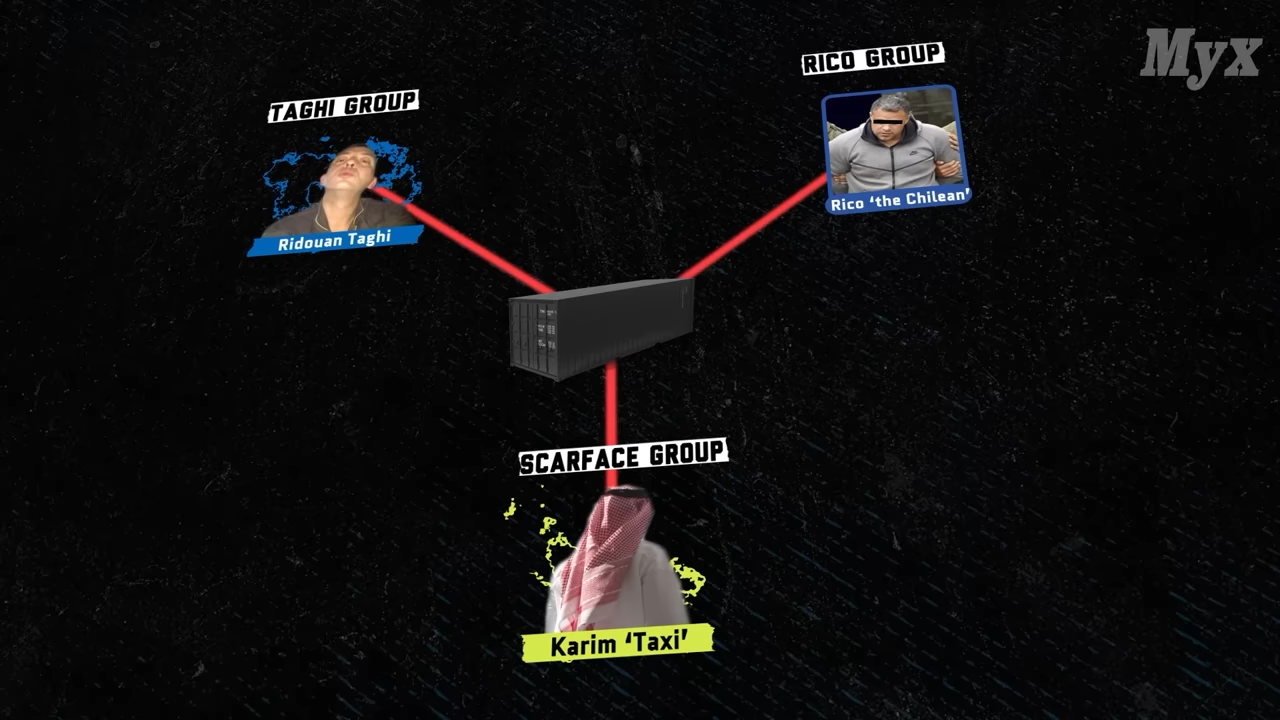 Myx
RICO GROUP
TAGHI GROUP
Rico ‘the Chilean’
Ridouan Taghi
SCARFACE GROUP
Karim ‘Taxi’